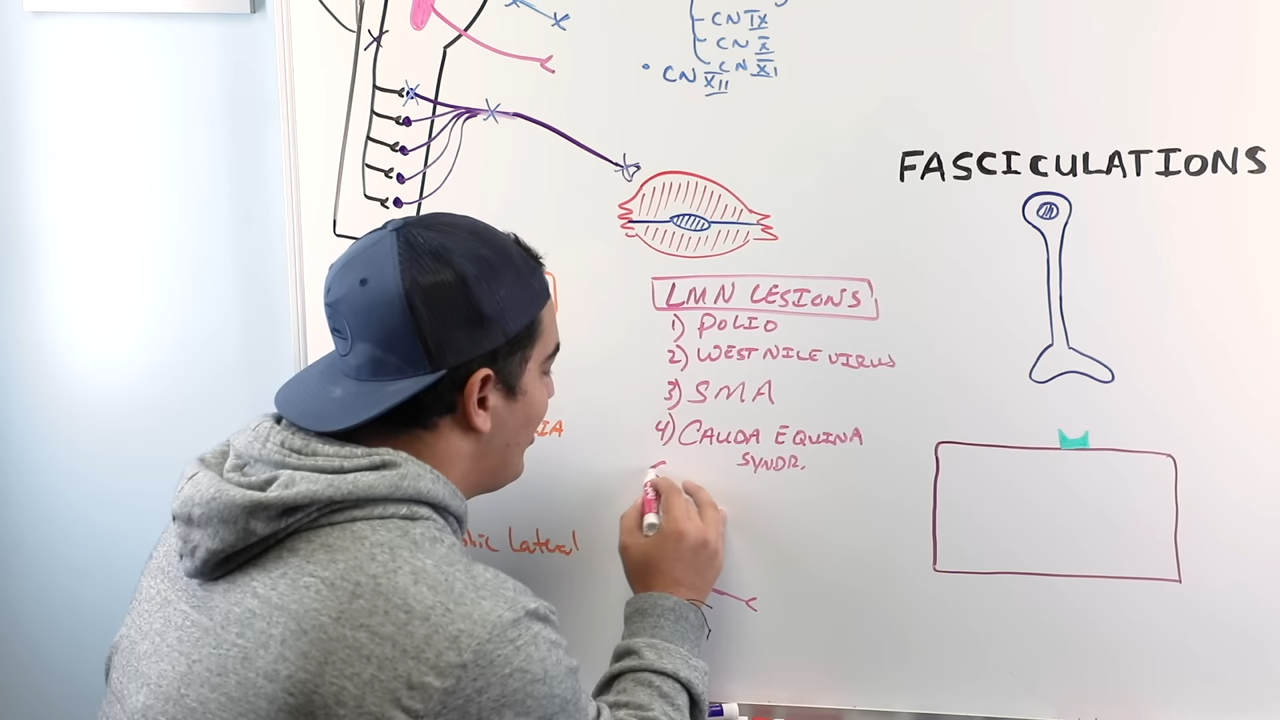 CN IX
CN X
CN XI
• CN XII
FASCICULATIONS
LMN LESIONS
1) POLIO
2) WEST NILE VIRUS
3) SMA
4) CAUDA EQUINA
SYNDR.
Lateral